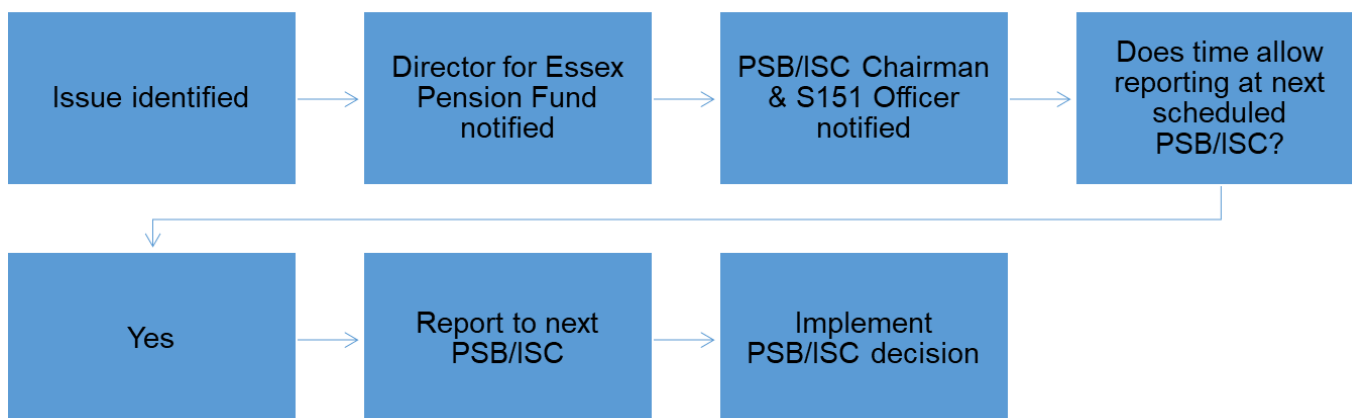 Issue identified
Director for Essex
Pension Fund
notified
PSB/ISC Chairman
& S151 Officer
notified
Does time allow
reporting at next
scheduled
PSB/ISC?
Yes
Report to next
PSB/ISC
Implement
PSB/ISC decision